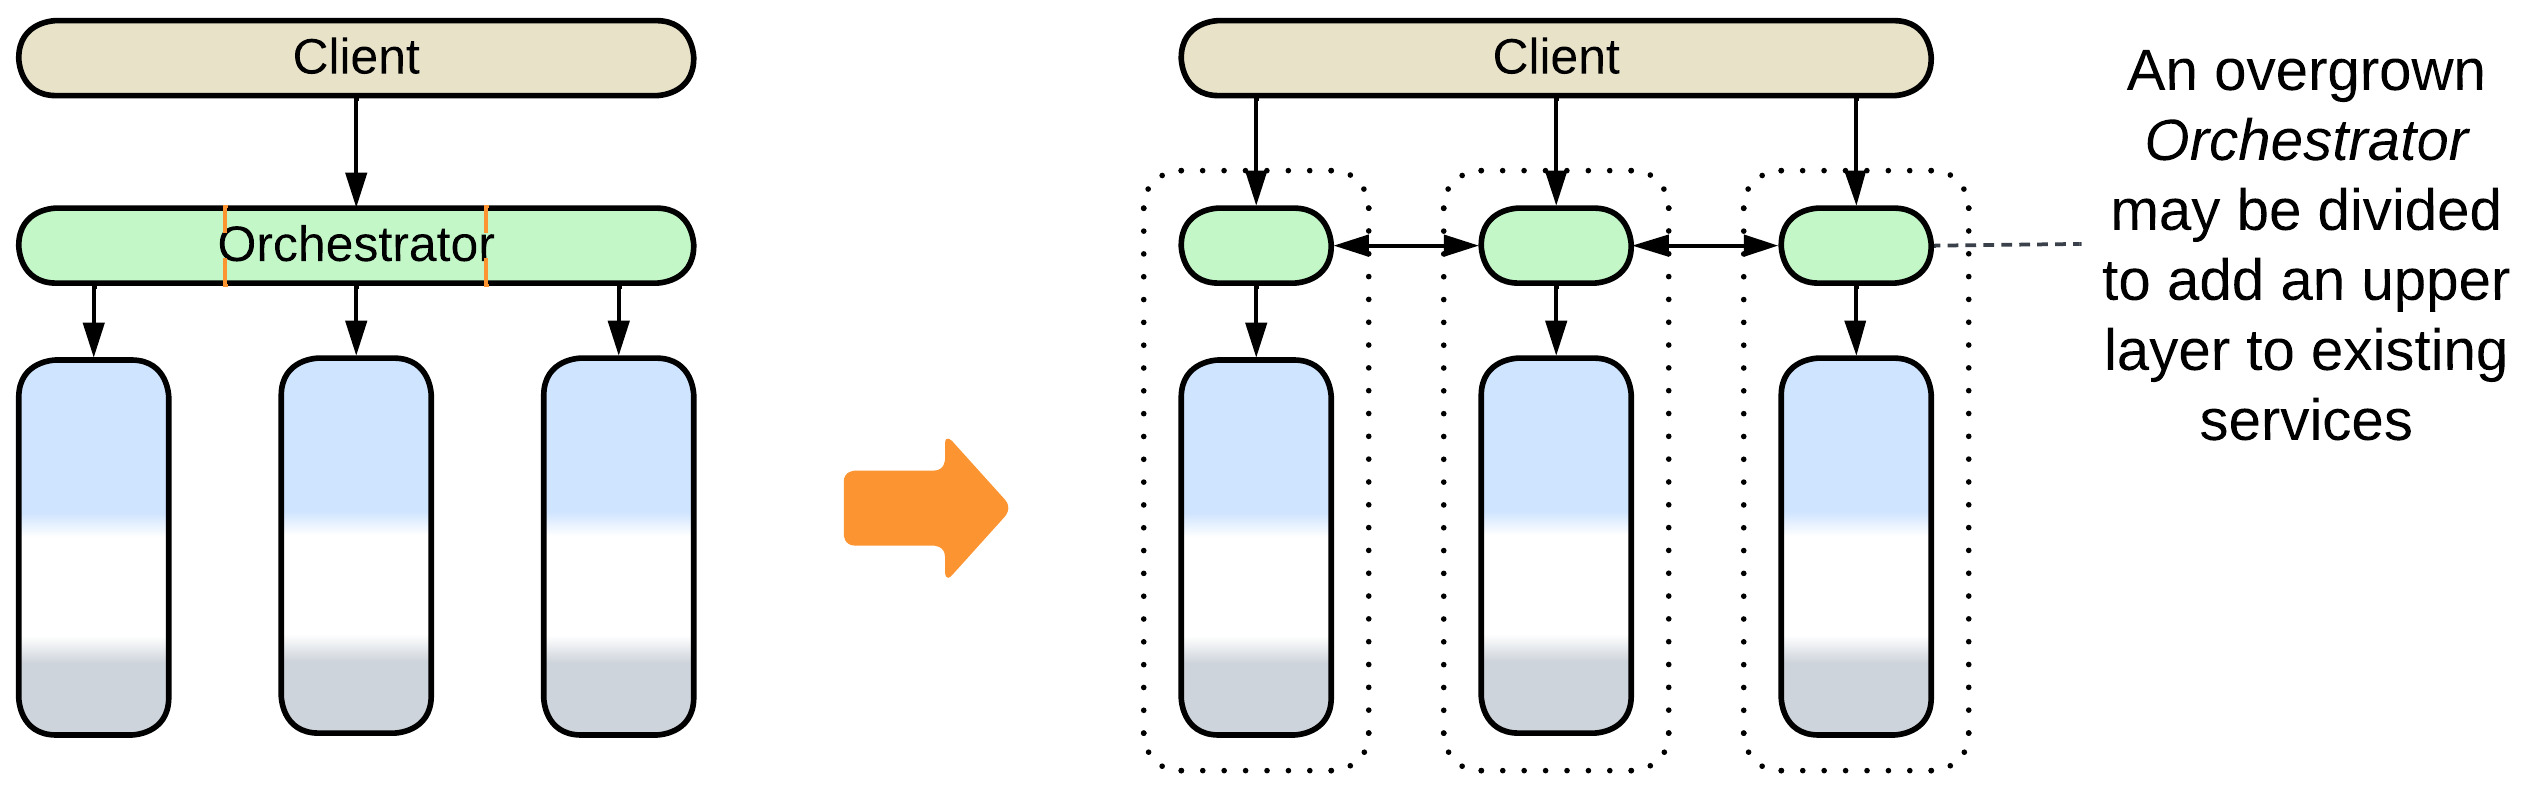 Client
Orchestrator
Client
An overgrown
Orchestrator
may be divided
to add an upper
layer to existing
services